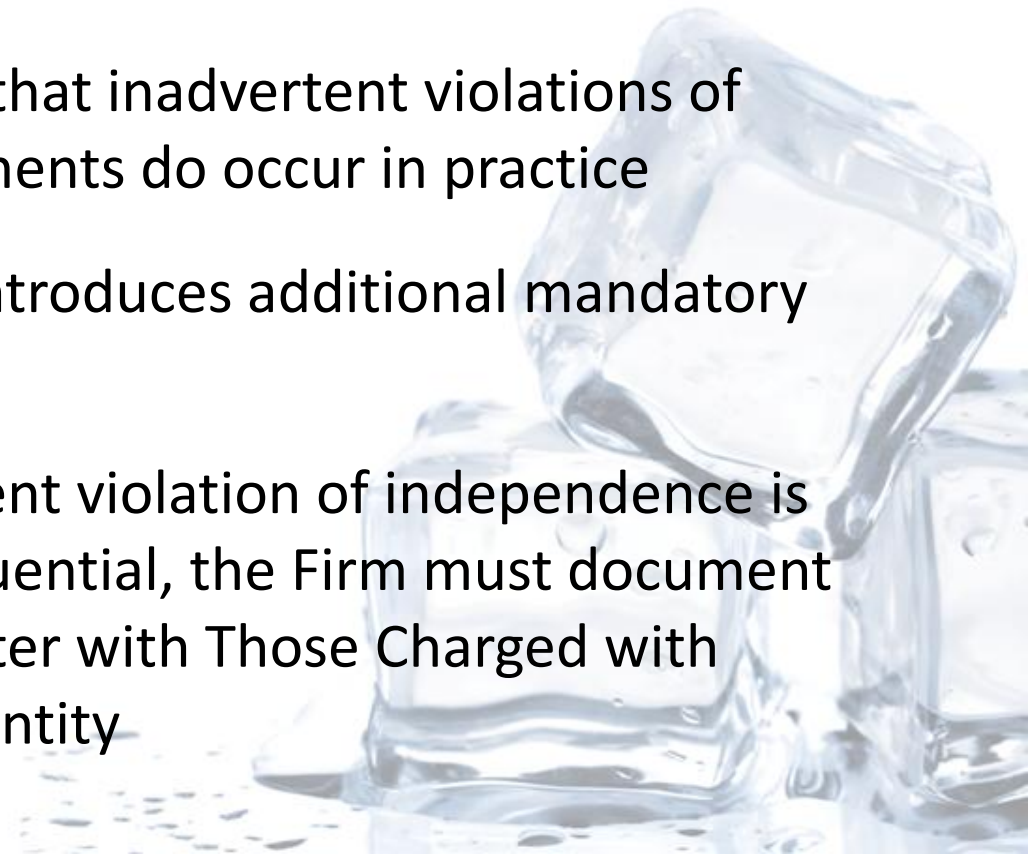 that inadvertent violations of
ments do occur in practice
ntroduces additional mandatory
ent violation of independence is
uential, the Firm must document
ter with Those Charged with
ntity